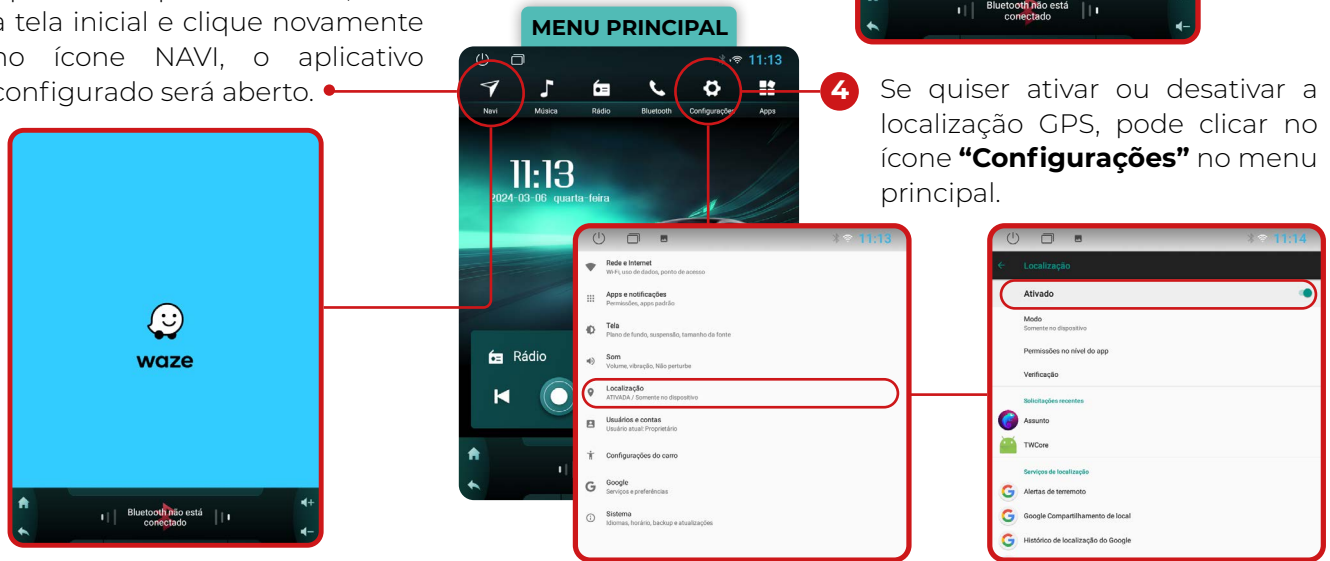 a tela inicial e clique novamente
no ícone NAVI, o aplicativo
configurado será aberto.
waze
Bluetooth não está
conectado
MENU PRINCIPAL
11:13
Navi
Música
Rádio
Bluetooth
Configurações
Apps
11:13
2024-03-06 quarta-feira
Rádio
Bluetooth não está
conectado
4
Se quiser ativar ou desativar a
localização GPS, pode clicar no
ícone “Configurações” no menu
principal.
11:13
Rede e Internet
Wi-Fi, uso de dados, ponto de acesso
Apps e notificações
Permissões, apps padrão
Tela
Plano de fundo, suspensão, tamanho da fonte
Som
Volume, vibração, Não perturbe
Localização
ATIVADA / Somente no dispositivo
Usuários e contas
Usuário atual: Proprietário
Configurações do carro
Google
Serviços e preferências
Sistema
Idiomas, horário, backup e atualizações
11:14
Localização
Ativado
Modo
Somente no dispositivo
Permissões no nível do app
Verificação
Solicitações recentes
Assunto
TWCore
Serviços de localização
Alertas de terremoto
Google Compartilhamento de local
Histórico de localização do Google